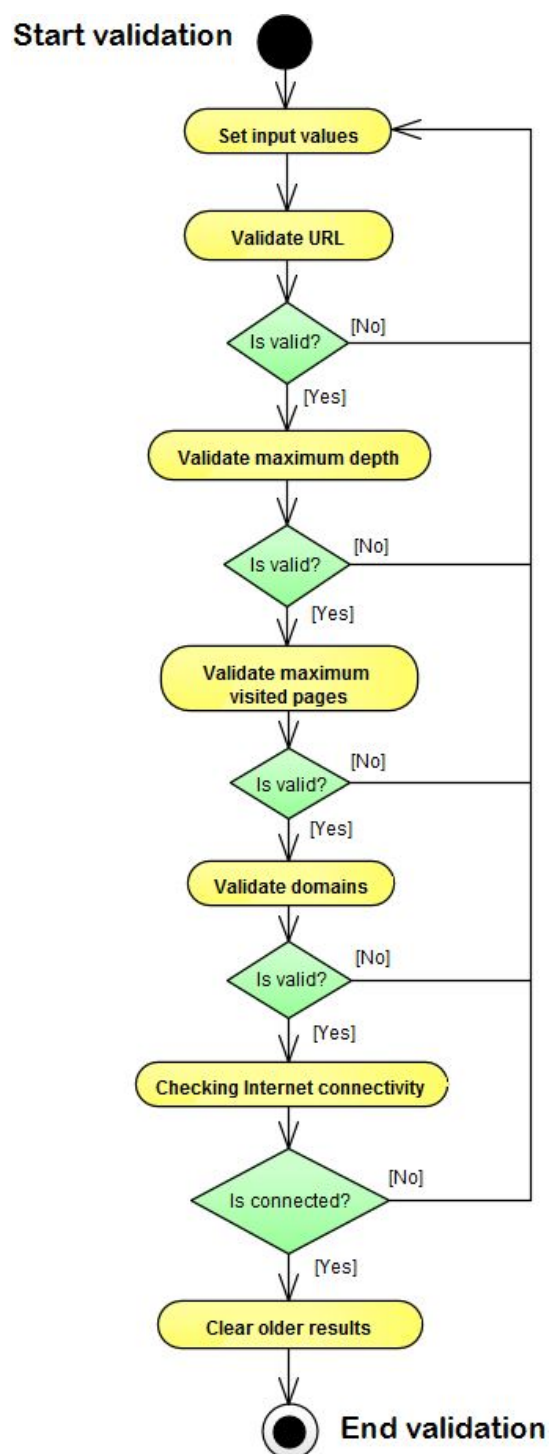 Start validation
Set input values
Validate URL
Is valid?
[No]
[Yes]
Validate maximum depth
Is valid?
[No]
[Yes]
Validate maximum
visited pages
Is valid?
[No]
[Yes]
Validate domains
Is valid?
[No]
[Yes]
Checking Internet connectivity
Is connected?
[No]
[Yes]
Clear older results
End validation